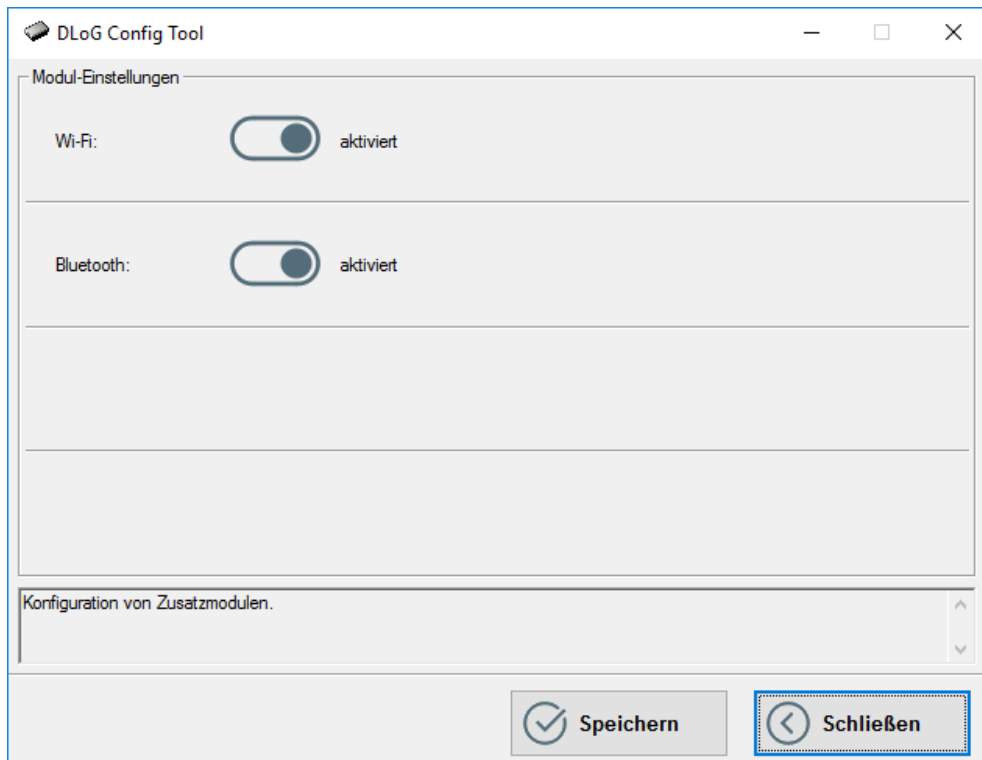 DLoG Config Tool
Modul-Einstellungen
Wi-Fi: aktiviert
Bluetooth: aktiviert
Konfiguration von Zusatzmodulen.
Speichern Schließen